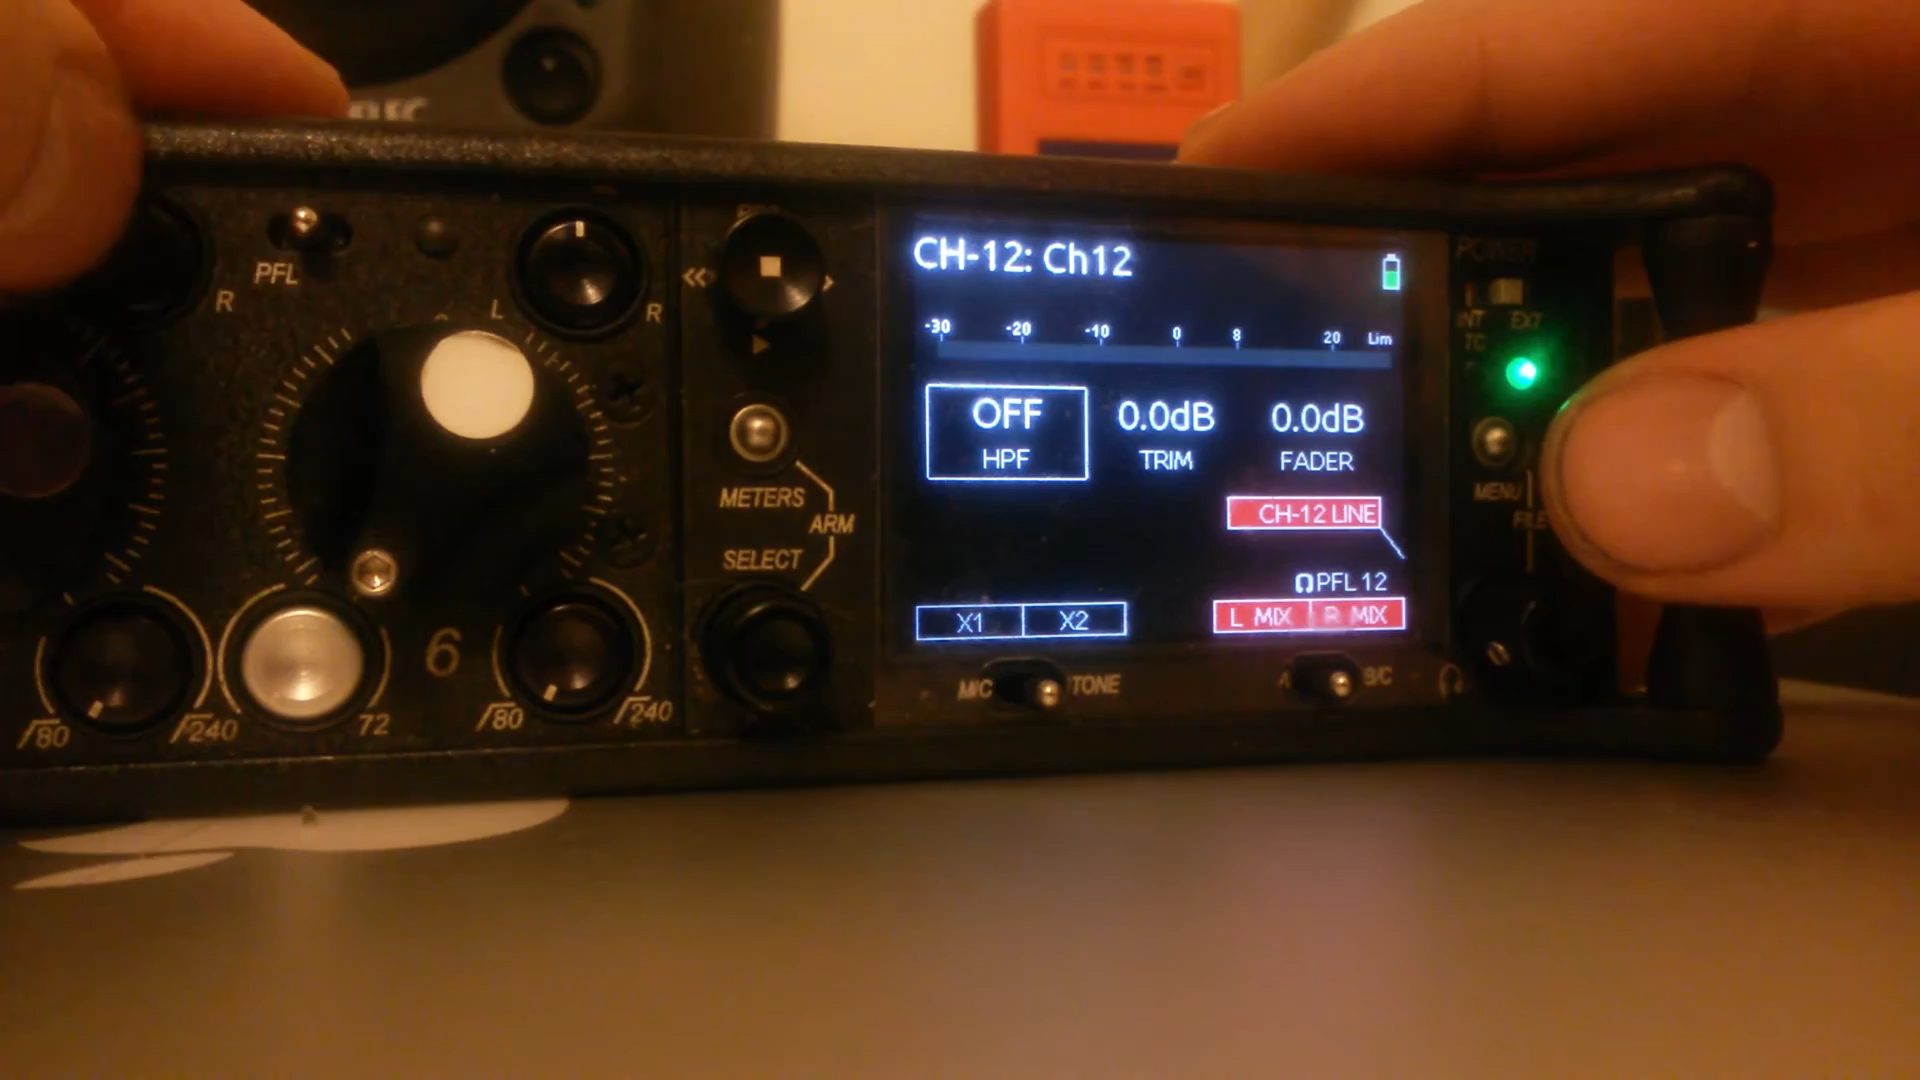 PFL
R
L
R
METERS
ARM
SELECT
80
240
72
6
80
240
CH-12: Ch12
-30 -20 -10 0 8 20 Lim
OFF 0.0dB 0.0dB
HPF TRIM FADER
CH-12 LINE
PFL 12
X1 X2 L MIX R MIX
MIC TONE
B/C
POWER
INT EXT
TC
MENU
FILE